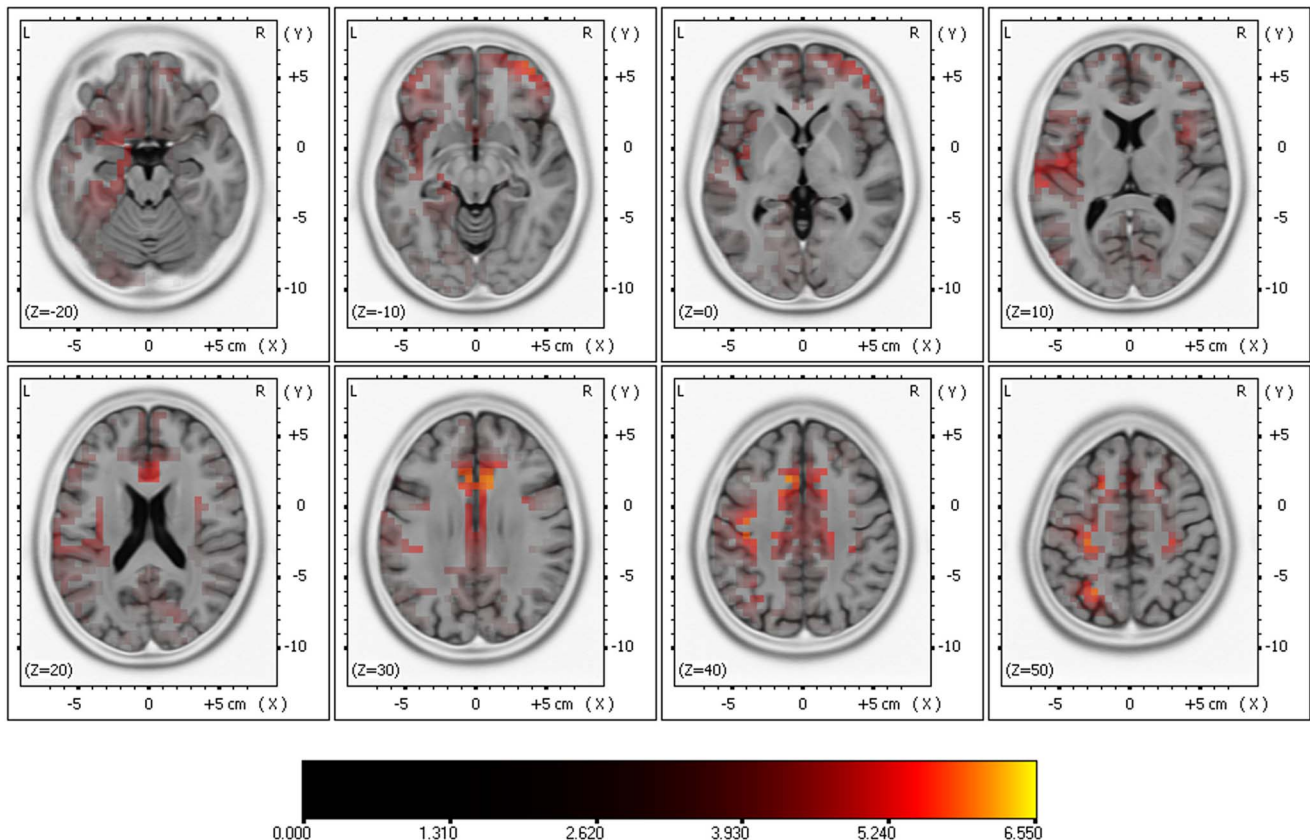 L R (Y)
+5
0
-5
-10
(Z=-20)
-5 0 +5 cm (X)
L R (Y)
+5
0
-5
-10
(Z=-10)
-5 0 +5 cm (X)
L R (Y)
+5
0
-5
-10
(Z=0)
-5 0 +5 cm (X)
L R (Y)
+5
0
-5
-10
(Z=10)
-5 0 +5 cm (X)
L R (Y)
+5
0
-5
-10
(Z=20)
-5 0 +5 cm (X)
L R (Y)
+5
0
-5
-10
(Z=30)
-5 0 +5 cm (X)
L R (Y)
+5
0
-5
-10
(Z=40)
-5 0 +5 cm (X)
L R (Y)
+5
0
-5
-10
(Z=50)
-5 0 +5 cm (X)
0.000 1.310 2.620 3.930 5.240 6.550